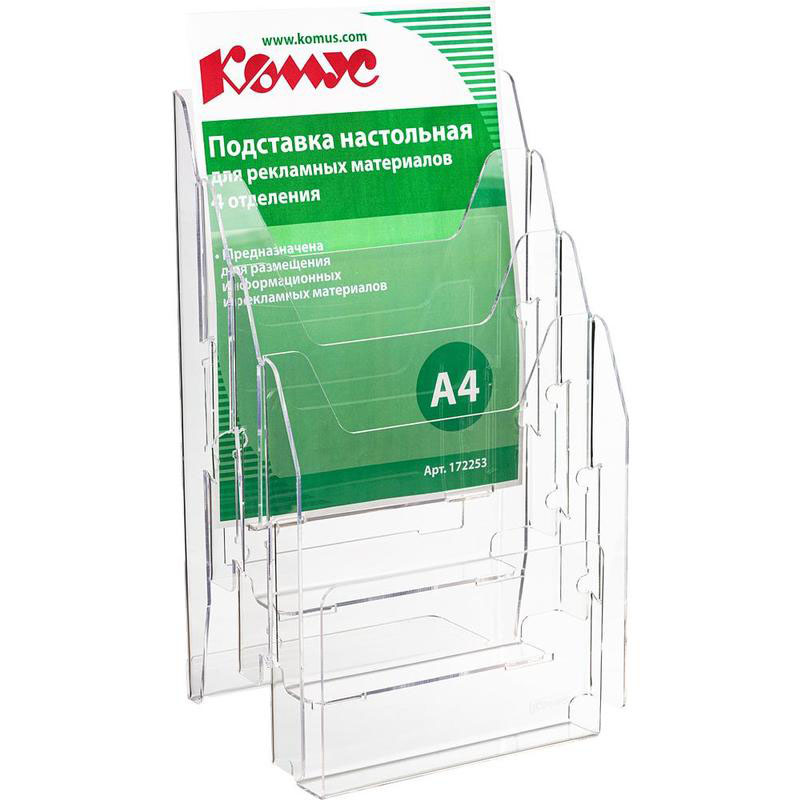 www.komus.com
Комус
Подставка настольная
для рекламных материалов
4 отделения
• Предназначена
для размещения
информационных
и рекламных материалов
A4
Арт. 172253